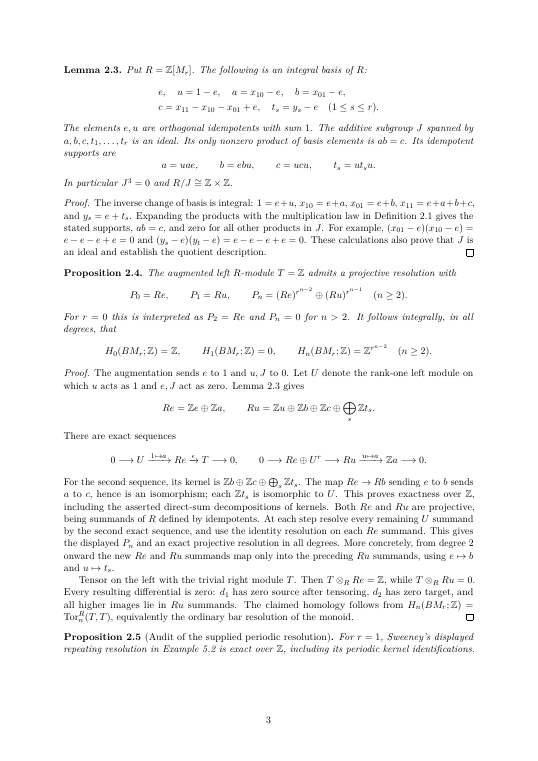 Lemma 2.3. Put R = ℤ[M_r]. The following is an integral basis of R:
e, u = 1 − e, a = x_{10} − e, b = x_{01} − e,
c = x_{11} − x_{10} − x_{01} + e, t_s = y_s − e (1 ≤ s ≤ r).
The elements e, u are orthogonal idempotents with sum 1. The additive subgroup J spanned by
a, b, c, t_1, . . . , t_r is an ideal. Its only nonzero product of basis elements is ab = c. Its idempotent
supports are
a = uae, b = ebu, c = ucu, t_s = ut_su.
In particular J^3 = 0 and R/J ≅ ℤ × ℤ.
Proof. The inverse change of basis is integral: 1 = e+u, x_{10} = e+a, x_{01} = e+b, x_{11} = e+a+b+c,
and y_s = e + t_s. Expanding the products with the multiplication law in Definition 2.1 gives the
stated supports, ab = c, and zero for all other products in J. For example, (x_{01} − e)(x_{10} − e) =
e − e − e + e = 0 and (y_s − e)(y_t − e) = e − e − e + e = 0. These calculations also prove that J is
an ideal and establish the quotient description. □
Proposition 2.4. The augmented left R-module T = ℤ admits a projective resolution with
P_0 = Re, P_1 = Ru, P_n = (Re)^{r^{n−2}} ⊕ (Ru)^{r^{n−1}} (n ≥ 2).
For r = 0 this is interpreted as P_2 = Re and P_n = 0 for n > 2. It follows integrally, in all
degrees, that
H_0(BM_r; ℤ) = ℤ, H_1(BM_r; ℤ) = 0, H_n(BM_r; ℤ) = ℤ^{r^{n−2}} (n ≥ 2).
Proof. The augmentation sends e to 1 and u, J to 0. Let U denote the rank-one left module on
which u acts as 1 and e, J act as zero. Lemma 2.3 gives
Re = ℤe ⊕ ℤa, Ru = ℤu ⊕ ℤb ⊕ ℤc ⊕ ⨁_s ℤt_s.
There are exact sequences
0 ⟶ U \xrightarrow{1↦a} Re \xrightarrow{ε} T ⟶ 0, 0 ⟶ Re ⊕ U^r ⟶ Ru \xrightarrow{u↦a} ℤa ⟶ 0.
For the second sequence, its kernel is ℤb ⊕ ℤc ⊕ ⨁_s ℤt_s. The map Re → Rb sending e to b sends
a to c, hence is an isomorphism; each ℤt_s is isomorphic to U. This proves exactness over ℤ,
including the asserted direct-sum decompositions of kernels. Both Re and Ru are projective,
being summands of R defined by idempotents. At each step resolve every remaining U summand
by the second exact sequence, and use the identity resolution on each Re summand. This gives
the displayed P_n and an exact projective resolution in all degrees. More concretely, from degree 2
onward the new Re and Ru summands map only into the preceding Ru summands, using e ↦ b
and u ↦ t_s.
Tensor on the left with the trivial right module T. Then T ⊗_R Re = ℤ, while T ⊗_R Ru = 0.
Every resulting differential is zero: d_1 has zero source after tensoring, d_2 has zero target, and
all higher images lie in Ru summands. The claimed homology follows from H_n(BM_r; ℤ) =
Tor_n^R(T, T), equivalently the ordinary bar resolution of the monoid. □
Proposition 2.5 (Audit of the supplied periodic resolution). For r = 1, Sweeney's displayed
repeating resolution in Example 5.2 is exact over ℤ, including its periodic kernel identifications.
3